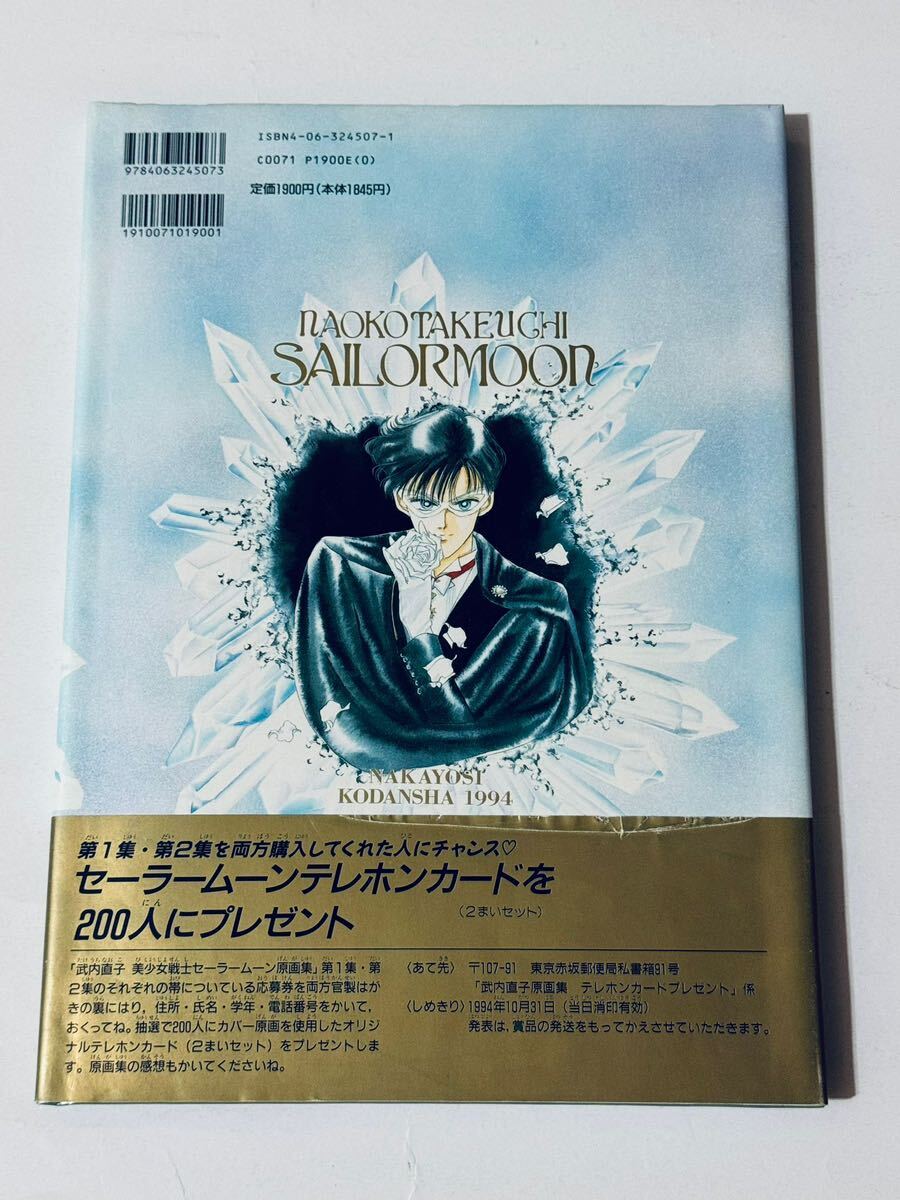 ISBN4-06-324507-1
9784063245073
C0071 P1900E(0)
定価1900円(本体1845円)
1910071019001
NAOKO TAKEUCHI
SAILORMOON
NAKAYOSI
KODANSHA 1994
第1集・第2集を両方購入してくれた人にチャンス♡
セーラームーンテレホンカードを
200人にプレゼント
(2まいセット)
「武内直子 美少女戦士セーラームーン原画集」第1集・第
2集のそれぞれの帯についている応募券を両方官製はが
きの裏にはり、住所・氏名・学年・電話番号をかいて、
おくってね。抽選で200人にカバー原画を使用したオリジ
ナルテレホンカード(2まいセット)をプレゼントしま
す。原画集の感想もかいてくださいね。
〈あて先〉 〒107-91 東京赤坂郵便局私書箱91号
「武内直子原画集 テレホンカードプレゼント」係
〈しめきり〉1994年10月31日(当日消印有効)
発表は、賞品の発送をもってかえさせていただきます。